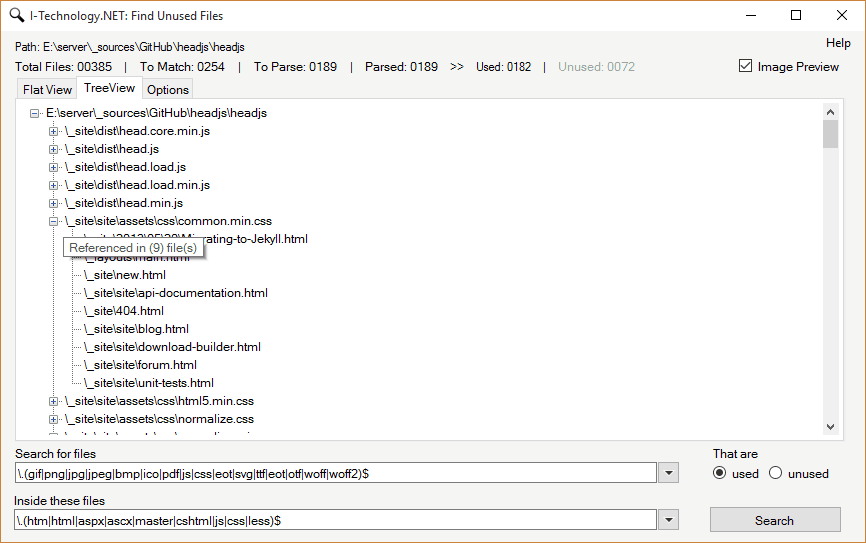 I-Technology.NET: Find Unused Files
Help
Path: E:\server\_sources\GitHub\headjs\headjs
Total Files: 00385 | To Match: 0254 | To Parse: 0189 | Parsed: 0189 >> Used: 0182 | Unused: 0072
Image Preview
Flat View TreeView Options
E:\server\_sources\GitHub\headjs\headjs
\_site\dist\head.core.min.js
\_site\dist\head.js
\_site\dist\head.load.js
\_site\dist\head.load.min.js
\_site\dist\head.min.js
\_site\site\assets\css\common.min.css
Migrating-to-Jekyll.html
Referenced in (9) file(s)
\_layouts\main.html
\_site\new.html
\_site\site\api-documentation.html
\_site\404.html
\_site\site\blog.html
\_site\site\download-builder.html
\_site\site\forum.html
\_site\site\unit-tests.html
\_site\site\assets\css\html5.min.css
\_site\site\assets\css\normalize.css
Search for files
\.(gif|png|jpg|jpeg|bmp|ico|pdf|js|css|eot|svg|ttf|eot|otf|woff|woff2)$
That are
used unused
Inside these files
\.(htm|html|aspx|ascx|master|cshtml|js|css|less)$
Search